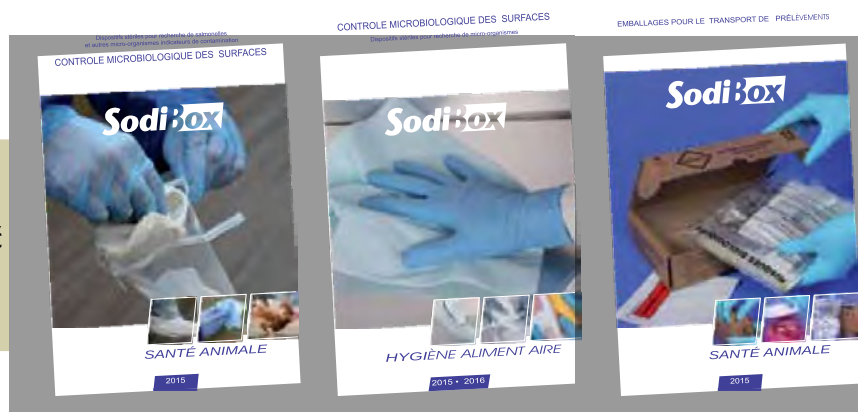 Dispositifs stériles pour recherche de salmonelles
et autres micro-organismes indicateurs de contamination
CONTROLE MICROBIOLOGIQUE DES SURFACES
SodiBox
SANTÉ ANIMALE
2015
CONTROLE MICROBIOLOGIQUE DES SURFACES
Dispositifs stériles pour recherche de micro-organismes
SodiBox
HYGIÈNE ALIMENT AIRE
2015 • 2016
EMBALLAGES POUR LE TRANSPORT DE PRÉLÈVEMENTS
SodiBox
SANTÉ ANIMALE
2015